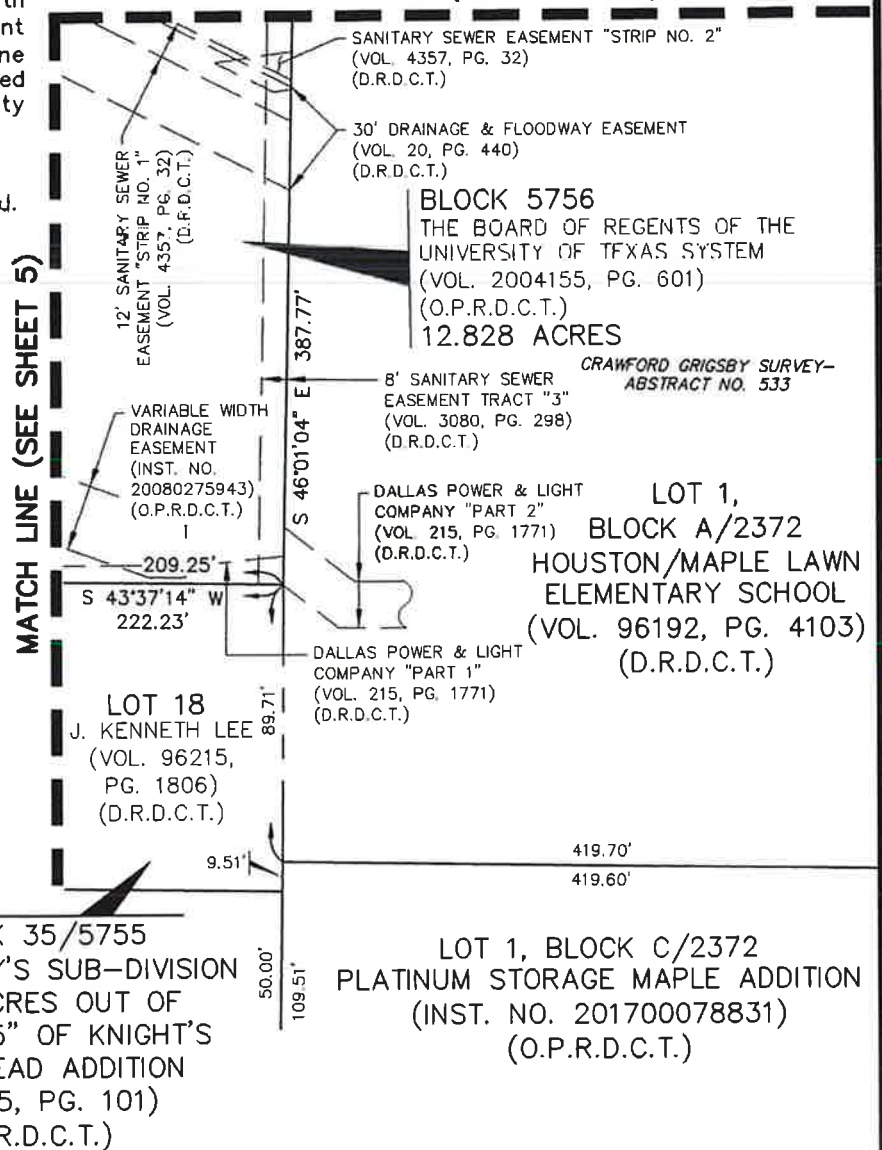 th
nt
ne
ed
ty
d.
SANITARY SEWER EASEMENT "STRIP NO. 2"
(VOL. 4357, PG. 32)
(D.R.D.C.T.)
30' DRAINAGE & FLOODWAY EASEMENT
(VOL. 20, PG. 440)
(D.R.D.C.T.)
12' SANITARY SEWER
EASEMENT "STRIP NO. 1"
(VOL. 4357, PG. 32)
(D.R.D.C.T.)
BLOCK 5756
THE BOARD OF REGENTS OF THE
UNIVERSITY OF TEXAS SYSTEM
(VOL. 2004155, PG. 601)
(O.P.R.D.C.T.)
12.828 ACRES
MATCH LINE (SEE SHEET 5)
S 46°01'04" E 387.77'
CRAWFORD GRIGSBY SURVEY-
ABSTRACT NO. 533
8' SANITARY SEWER
EASEMENT TRACT "3"
(VOL. 3080, PG. 298)
(D.R.D.C.T.)
VARIABLE WIDTH
DRAINAGE
EASEMENT
(INST. NO.
20080275943)
(O.P.R.D.C.T.)
DALLAS POWER & LIGHT
COMPANY "PART 2"
(VOL. 215, PG. 1771)
(D.R.D.C.T.)
LOT 1,
BLOCK A/2372
HOUSTON/MAPLE LAWN
ELEMENTARY SCHOOL
(VOL. 96192, PG. 4103)
(D.R.D.C.T.)
209.25'
S 43°37'14" W
222.23'
DALLAS POWER & LIGHT
COMPANY "PART 1"
(VOL. 215, PG. 1771)
(D.R.D.C.T.)
LOT 18
J. KENNETH LEE
(VOL. 96215,
PG. 1806)
(D.R.D.C.T.)
89.71'
9.51'
419.70'
419.60'
50.00'
109.51'
K 35/5755
Y'S SUB-DIVISION
CRES OUT OF
6" OF KNIGHT'S
EAD ADDITION
5, PG. 101)
R.D.C.T.)
LOT 1, BLOCK C/2372
PLATINUM STORAGE MAPLE ADDITION
(INST. NO. 201700078831)
(O.P.R.D.C.T.)